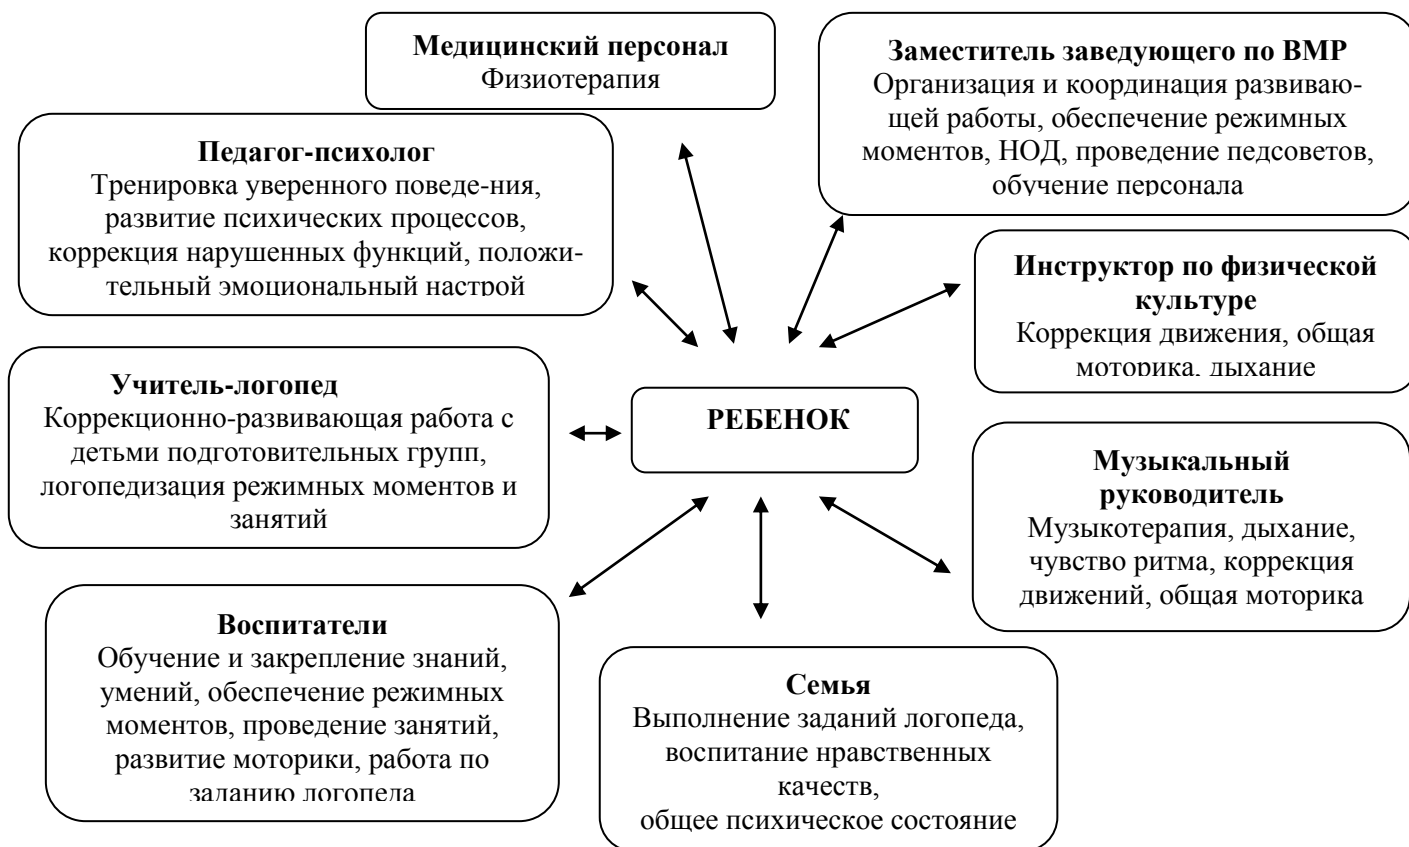 Медицинский персонал
Физиотерапия
Заместитель заведующего по ВМР
Организация и координация развиваю-
щей работы, обеспечение режимных
моментов, НОД, проведение педсоветов,
обучение персонала
Педагог-психолог
Тренировка уверенного поведе-ния,
развитие психических процессов,
коррекция нарушенных функций, положи-
тельный эмоциональный настрой
Инструктор по физической
культуре
Коррекция движения, общая
моторика, дыхание
Учитель-логопед
Коррекционно-развивающая работа с
детьми подготовительных групп,
логопедизация режимных моментов и
занятий
РЕБЕНОК
Музыкальный
руководитель
Музыкотерапия, дыхание,
чувство ритма, коррекция
движений, общая моторика
Воспитатели
Обучение и закрепление знаний,
умений, обеспечение режимных
моментов, проведение занятий,
развитие моторики, работа по
заданию логопеда
Семья
Выполнение заданий логопеда,
воспитание нравственных
качеств,
общее психическое состояние